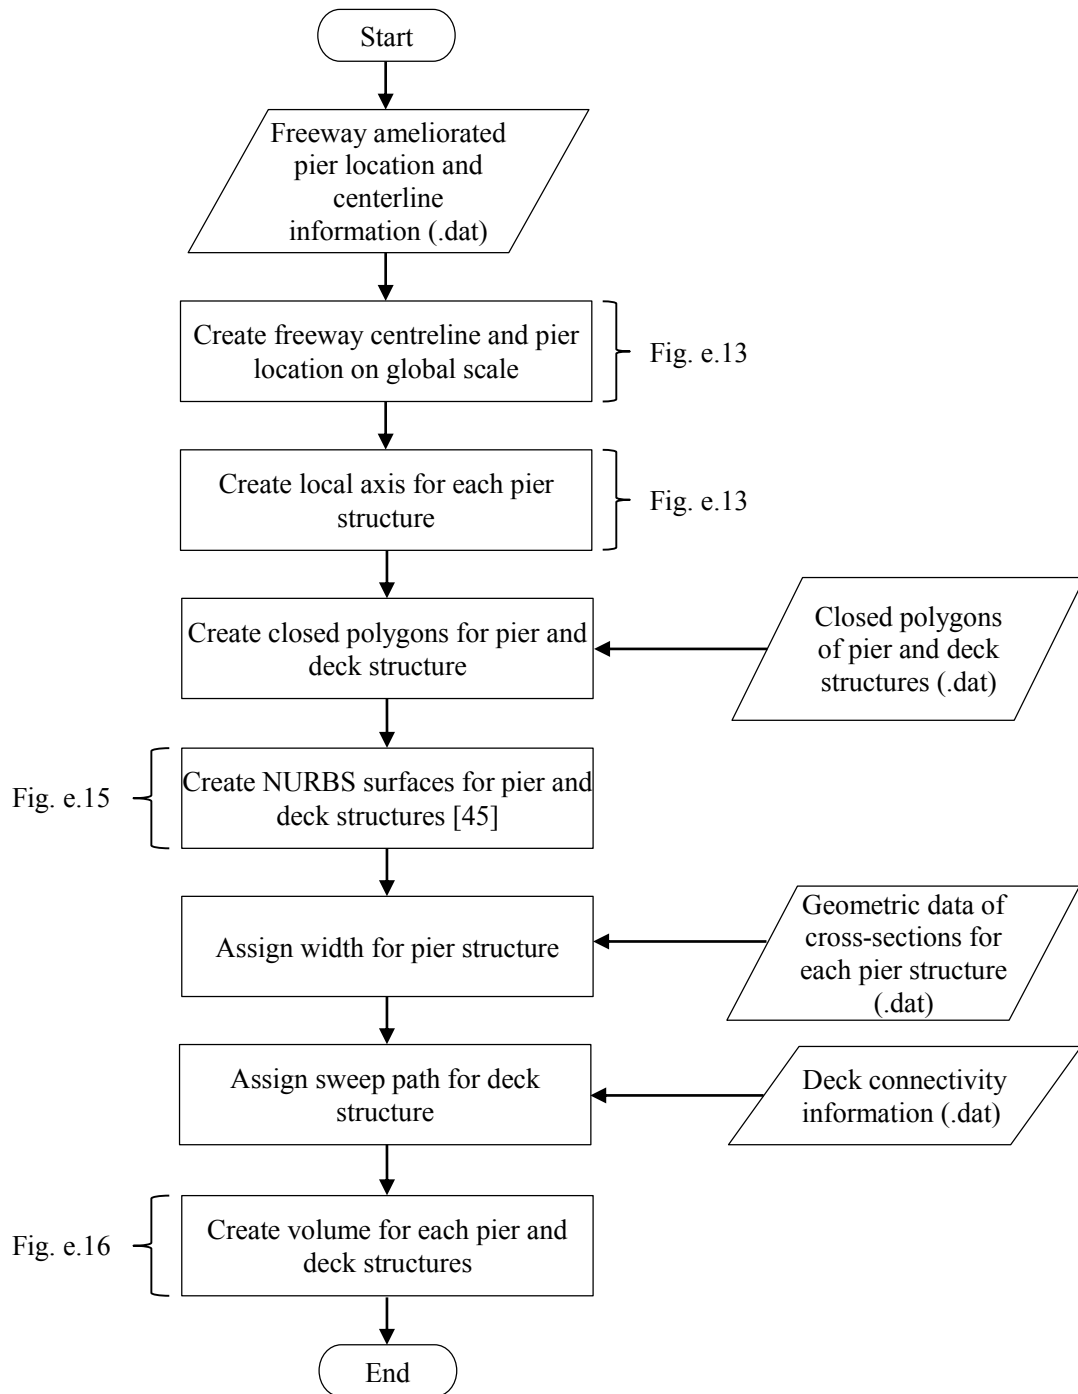 Start
Freeway ameliorated
pier location and
centerline
information (.dat)
Create freeway centreline and pier
location on global scale
Fig. e.13
Create local axis for each pier
structure
Fig. e.13
Create closed polygons for pier and
deck structure
Closed polygons
of pier and deck
structures (.dat)
Fig. e.15
Create NURBS surfaces for pier and
deck structures [45]
Assign width for pier structure
Geometric data of
cross-sections for
each pier structure
(.dat)
Assign sweep path for deck
structure
Deck connectivity
information (.dat)
Fig. e.16
Create volume for each pier and
deck structures
End